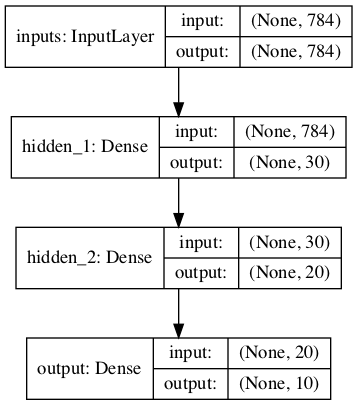 inputs: InputLayer
input: (None, 784)
output: (None, 784)
hidden_1: Dense
input: (None, 784)
output: (None, 30)
hidden_2: Dense
input: (None, 30)
output: (None, 20)
output: Dense
input: (None, 20)
output: (None, 10)